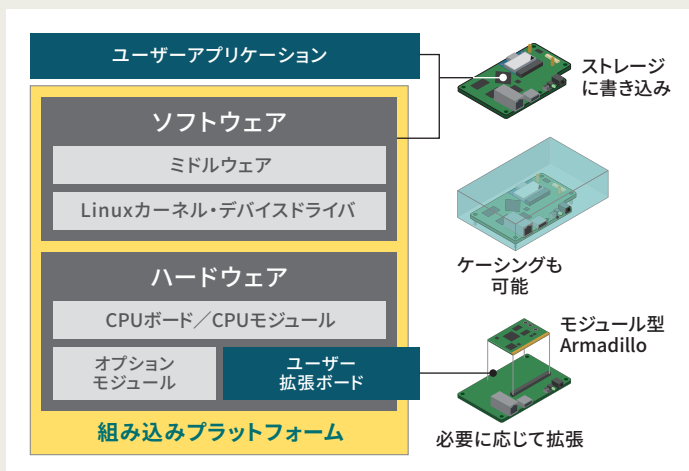 ユーザーアプリケーション
ソフトウェア
ミドルウェア
Linuxカーネル・デバイスドライバ
ハードウェア
CPUボード／CPUモジュール
オプション
モジュール
ユーザー
拡張ボード
組み込みプラットフォーム
ストレージ
に書き込み
ケーシングも
可能
モジュール型
Armadillo
必要に応じて拡張